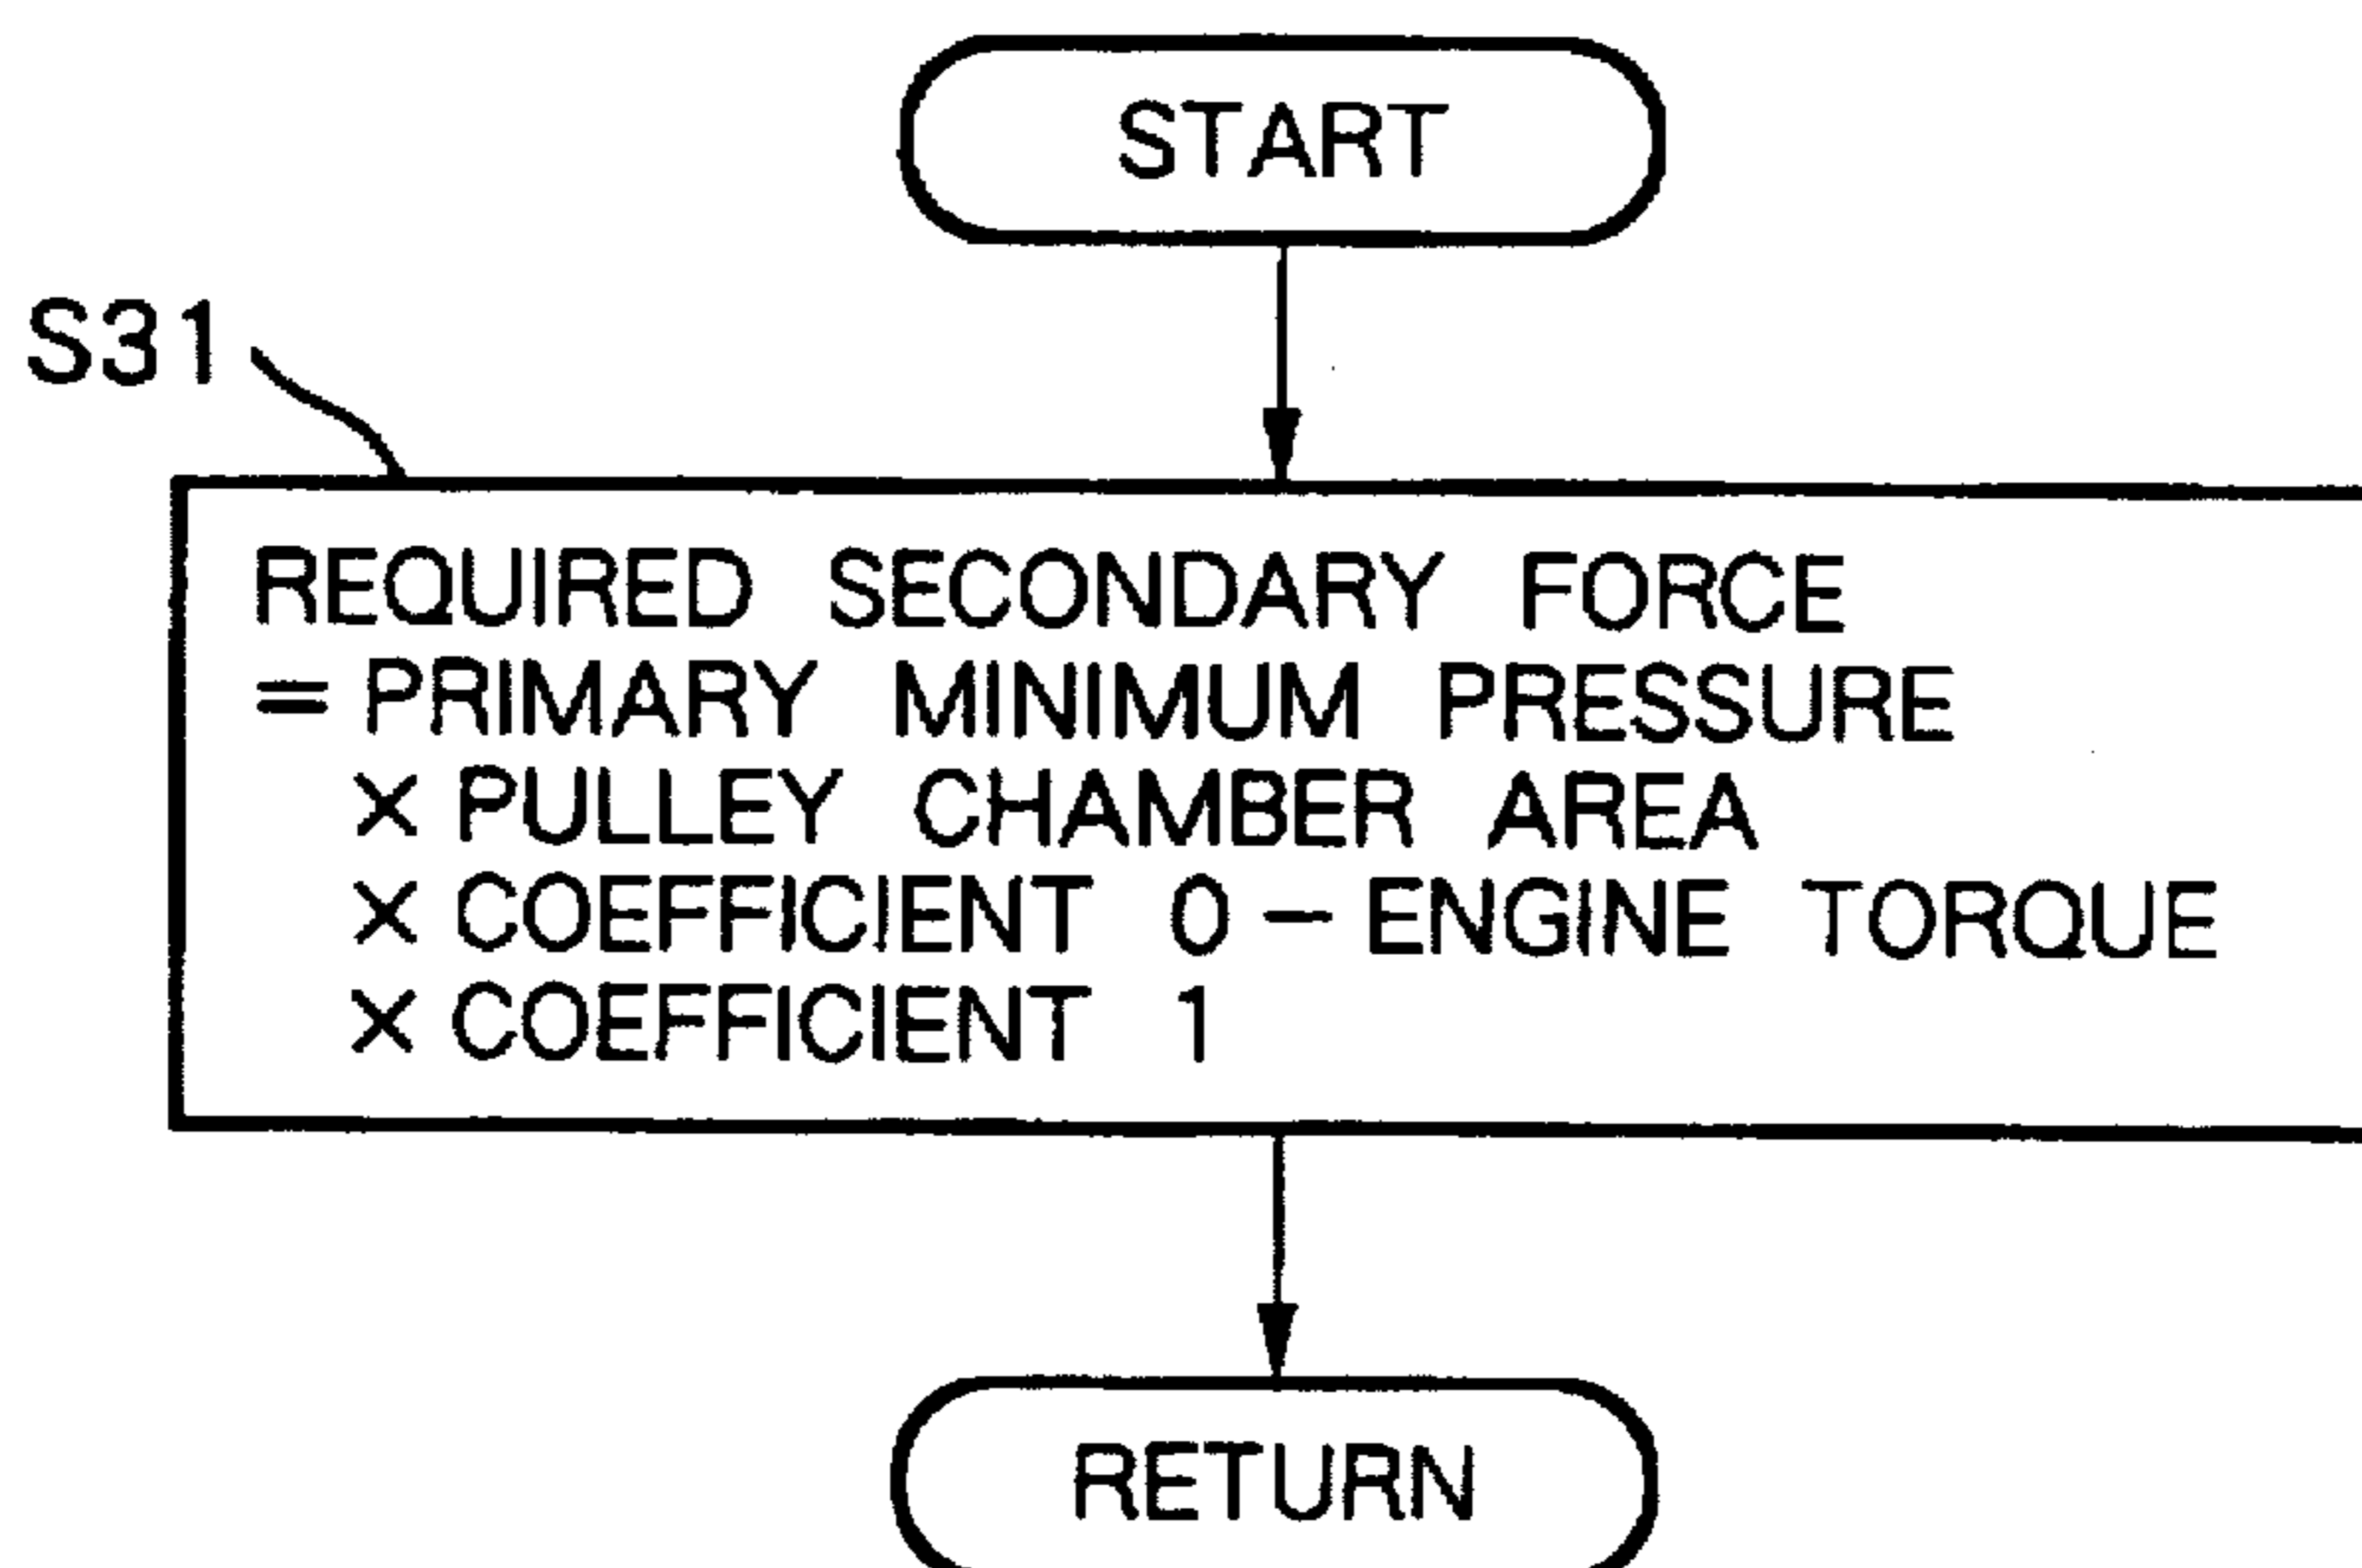 START
S31
REQUIRED SECONDARY FORCE
= PRIMARY MINIMUM PRESSURE
× PULLEY CHAMBER AREA
× COEFFICIENT 0 — ENGINE TORQUE
× COEFFICIENT 1
RETURN